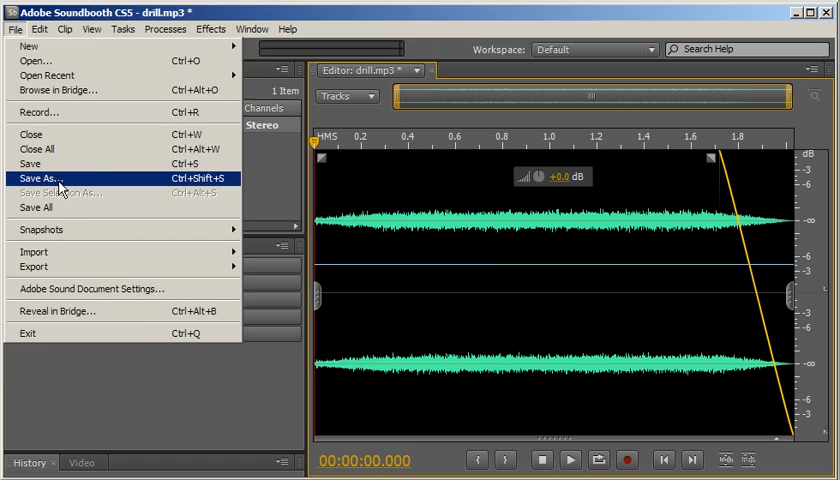 Sb Adobe Soundbooth CS5 - drill.mp3 *
File Edit Clip View Tasks Processes Effects Window Help
Workspace: Default Search Help
New
Open... Ctrl+O
Open Recent
Browse in Bridge... Ctrl+Alt+O
Record... Ctrl+R
Close Ctrl+W
Close All Ctrl+Alt+W
Save Ctrl+S
Save As... Ctrl+Shift+S
Save Selection As... Ctrl+Alt+S
Save All
Snapshots
Import
Export
Adobe Sound Document Settings...
Reveal in Bridge... Ctrl+Alt+B
Exit Ctrl+Q
1 Item
Channels
Stereo
Editor: drill.mp3
Tracks
HMS 0.2 0.4 0.6 0.8 1.0 1.2 1.4 1.6 1.8
+0.0 dB
dB
-3
-6
-∞
-6
-3
L
-3
-6
-∞
-6
-3
R
History Video
00:00:00.000